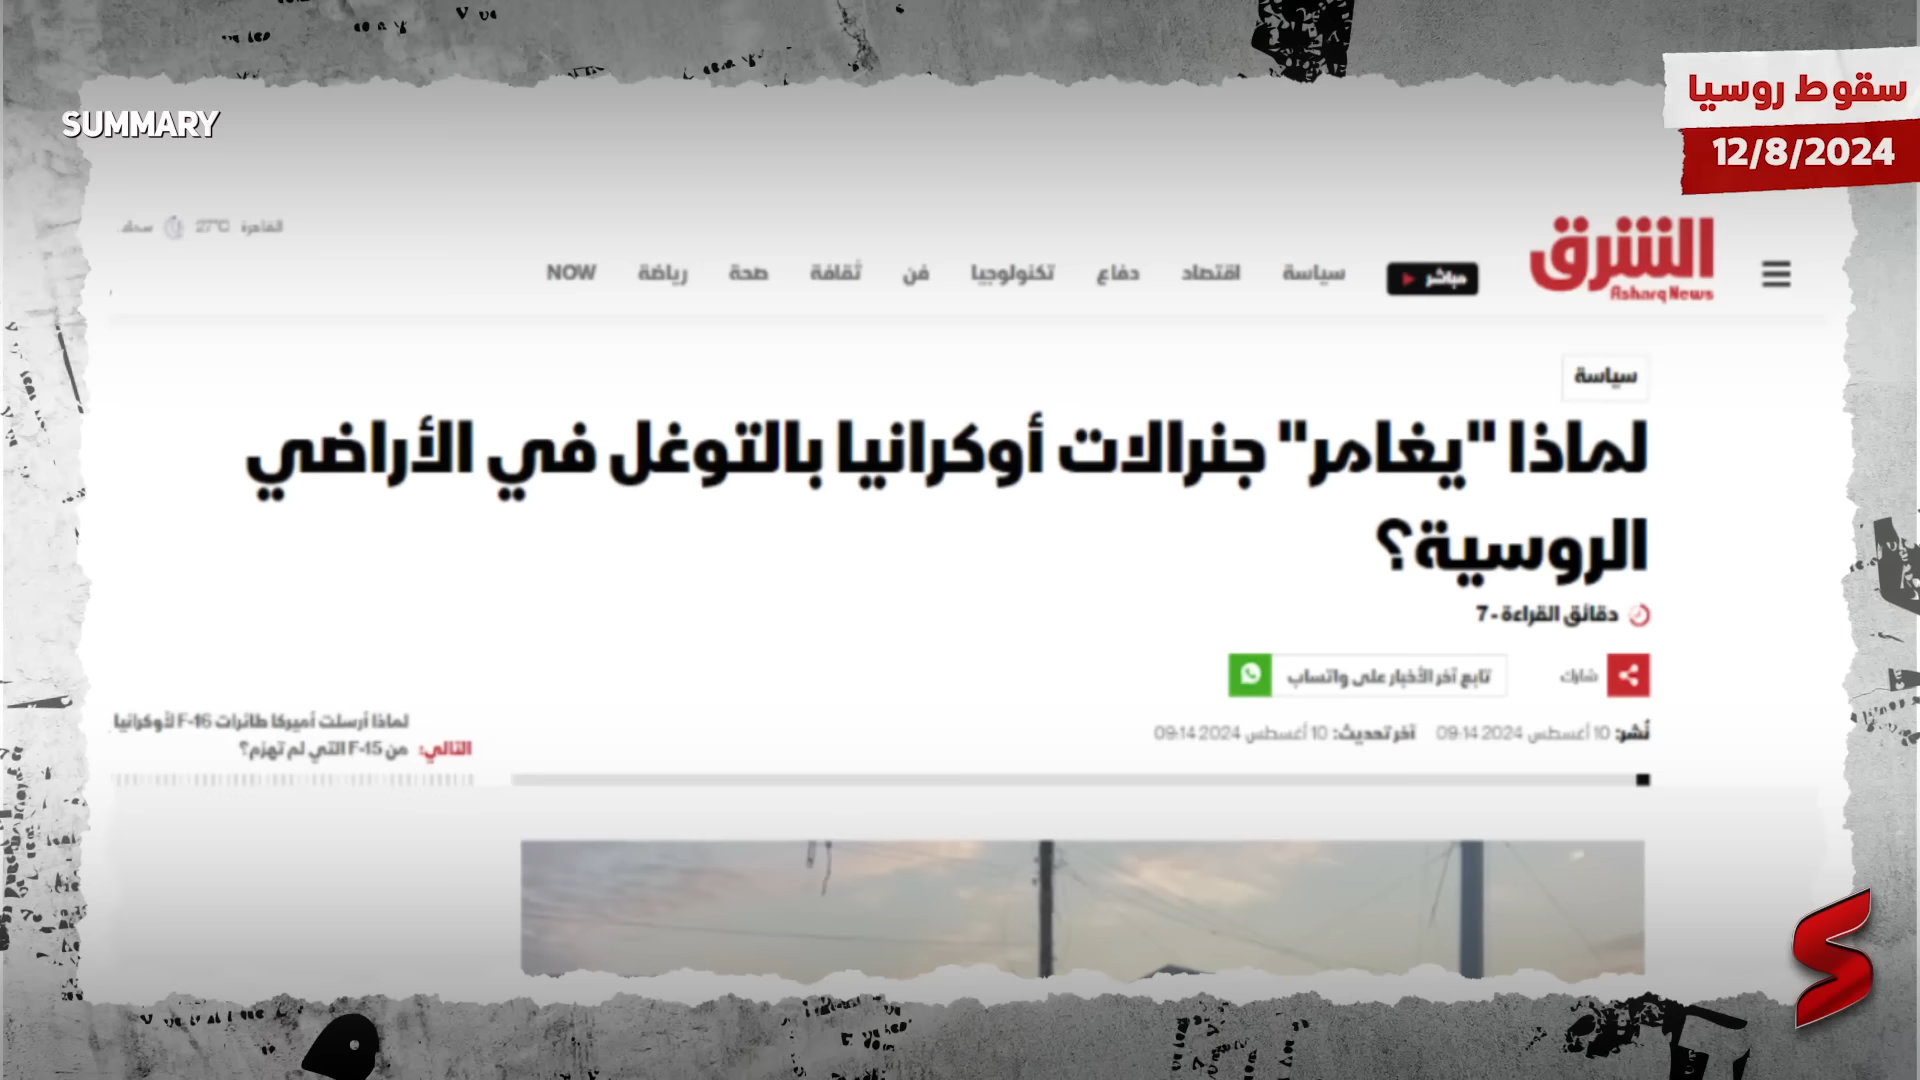 SUMMARY
سقوط روسيا
12/8/2024
القاهرة 27°C
الشرق
Asharq News
مباشر
سياسة
اقتصاد
دفاع
تكنولوجيا
فن
ثقافة
صحة
رياضة
NOW
سياسة
لماذا "يغامر" جنرالات أوكرانيا بالتوغل في الأراضي
الروسية؟
دقائق القراءة - 7
شارك
تابع آخر الأخبار على واتساب
نُشر: 10 أغسطس 2024 09:14 آخر تحديث: 10 أغسطس 2024 09:14
لماذا أرسلت أميركا طائرات F-16 لأوكرانيا
التالي: من F-15 التي لم تهزم؟